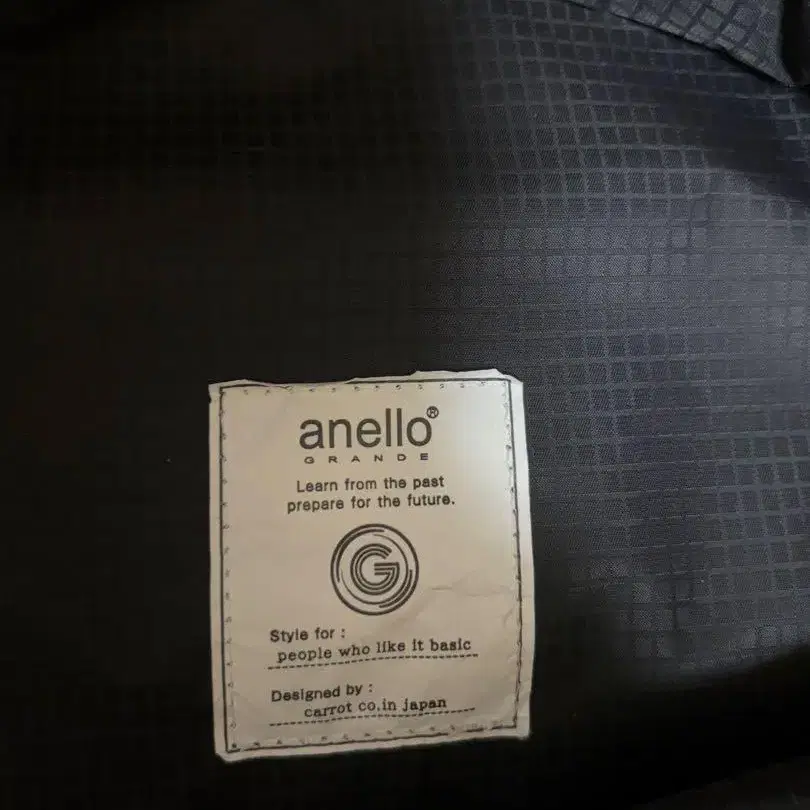 anello®
GRANDE
Learn from the past
prepare for the future.
G
Style for :
people who like it basic
Designed by :
carrot co.in japan